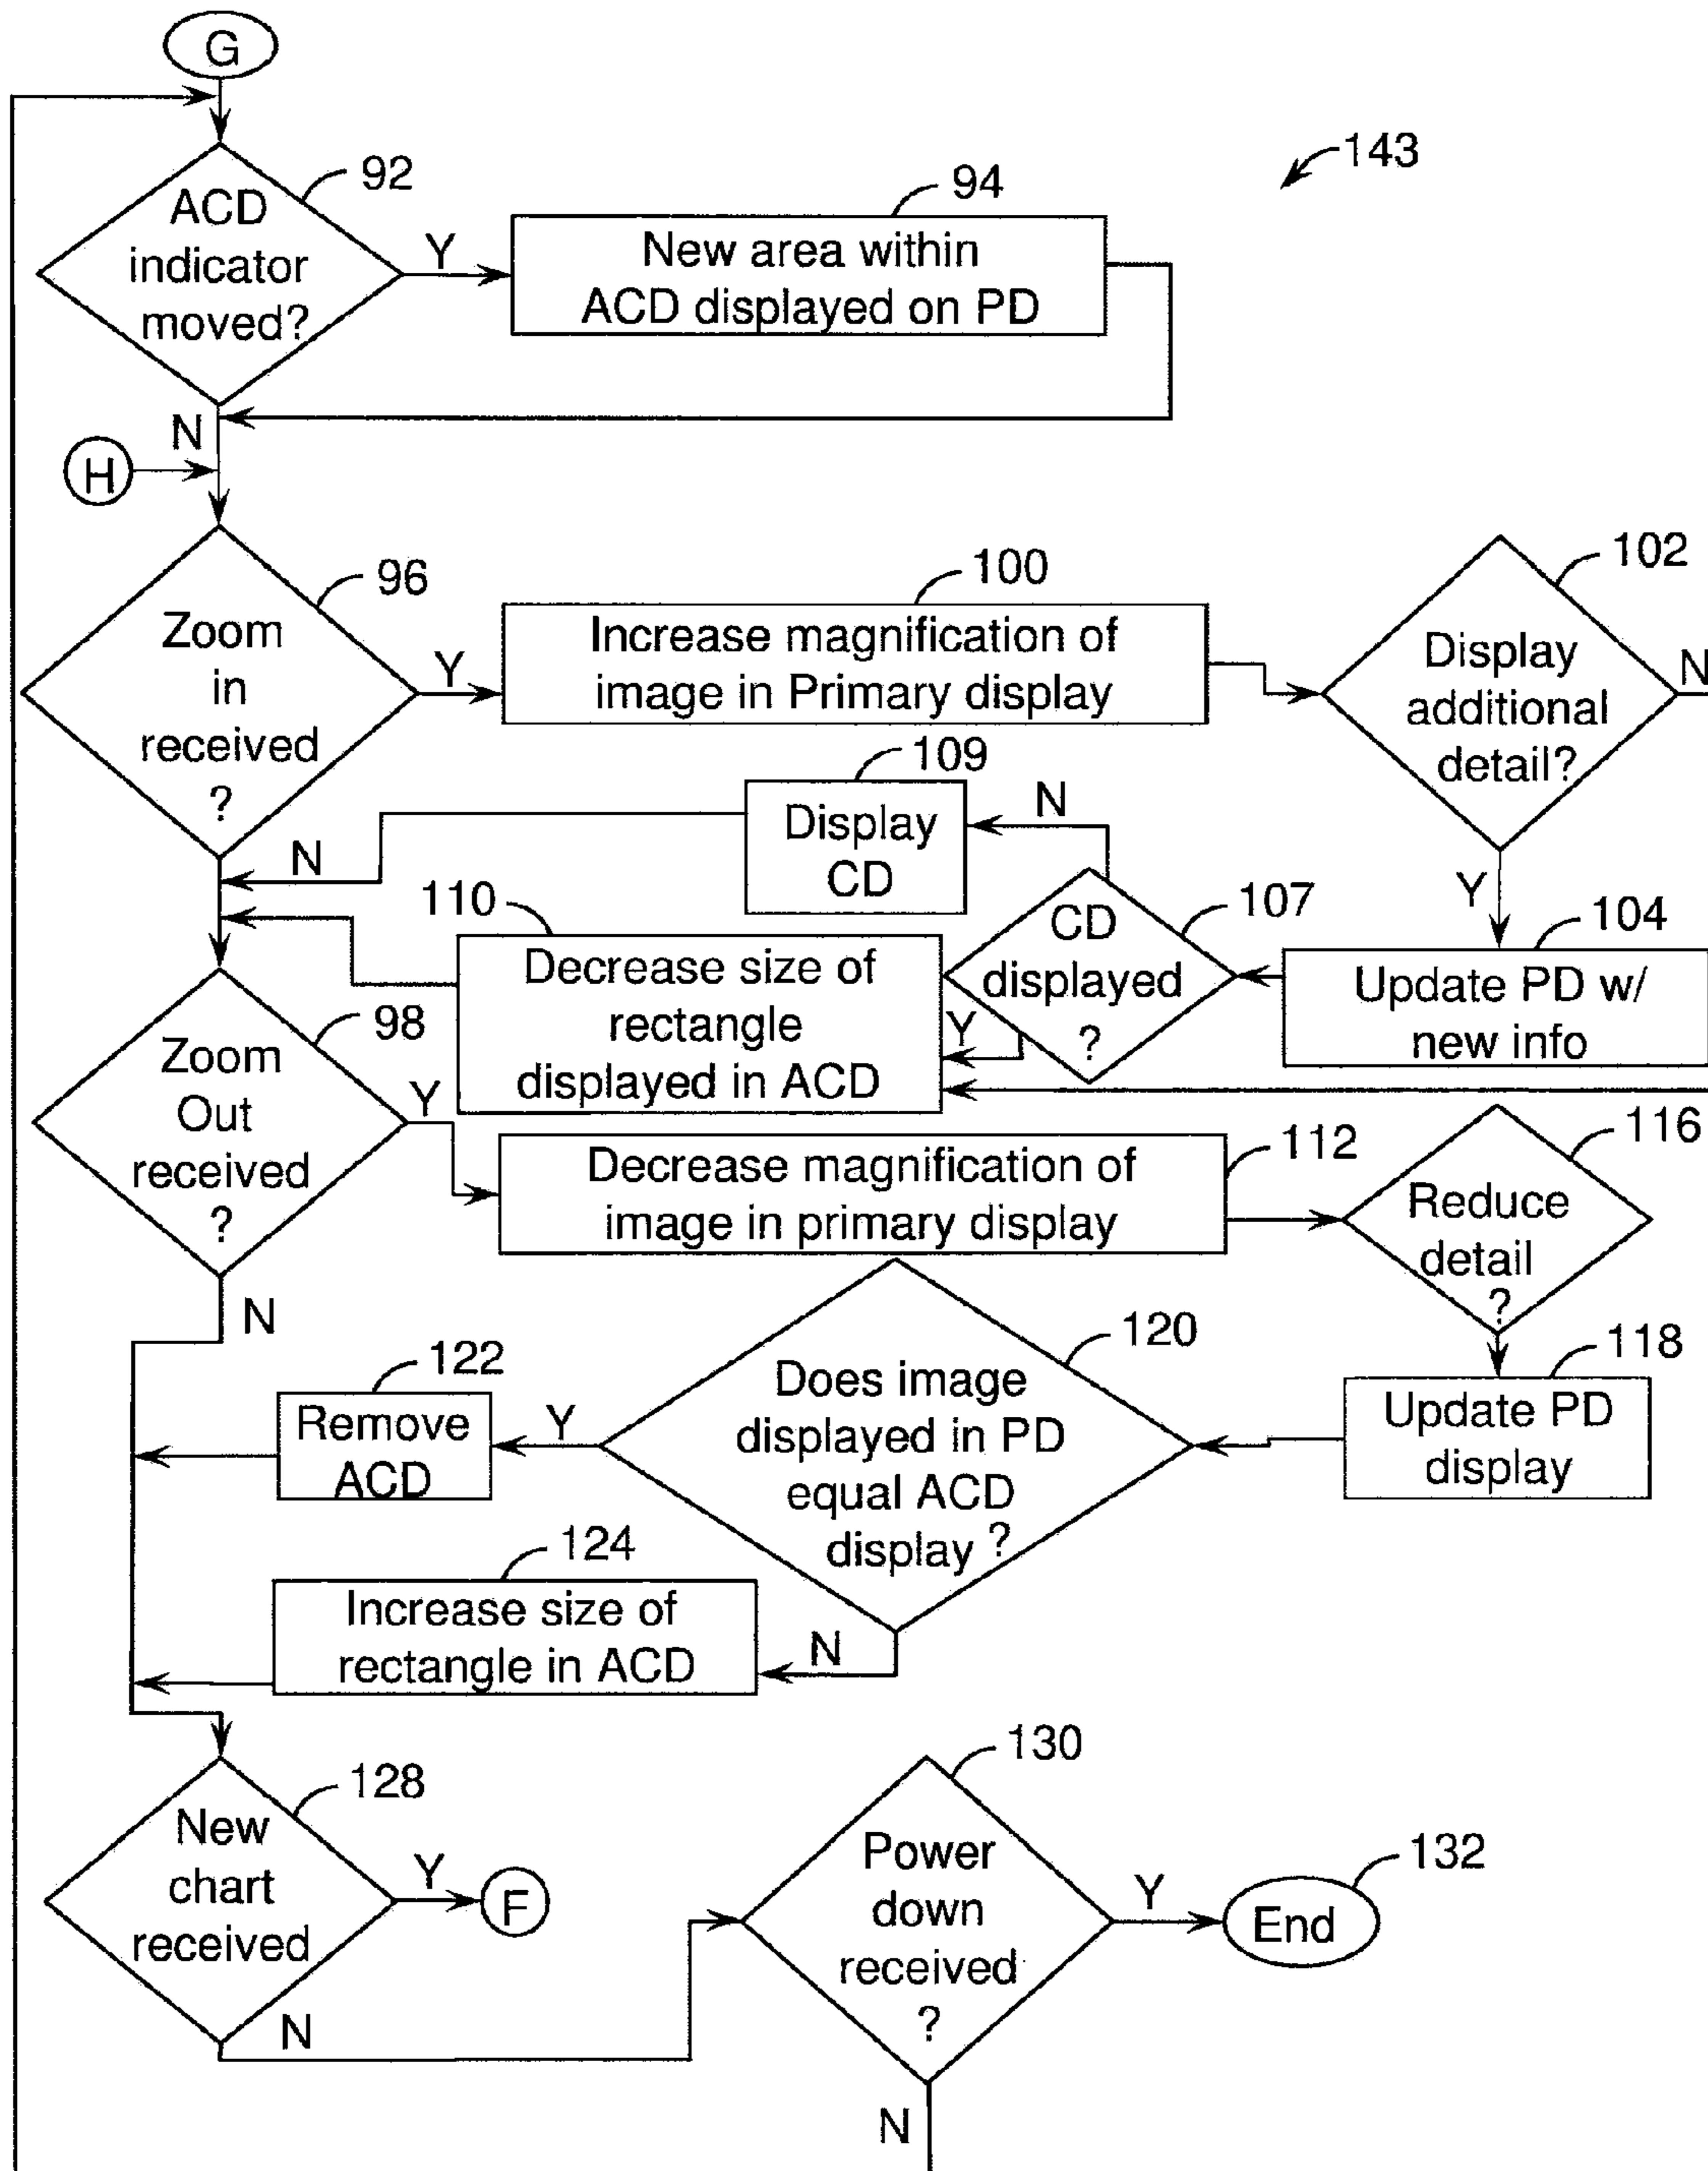 G
143
92
ACD
indicator
moved?
Y
94
New area within
ACD displayed on PD
N
H
96
Zoom
in
received
?
Y
100
Increase magnification of
image in Primary display
102
Display
additional
detail?
N
Y
104
Update PD w/
new info
107
CD
displayed
?
N
109
Display
CD
N
Y
110
Decrease size of
rectangle
displayed in ACD
98
Zoom
Out
received
?
Y
112
Decrease magnification of
image in primary display
116
Reduce
detail
?
118
Update PD
display
120
Does image
displayed in PD
equal ACD
display ?
Y
122
Remove
ACD
N
124
Increase size of
rectangle in ACD
N
128
New
chart
received
Y
F
N
130
Power
down
received
?
Y
132
End
N